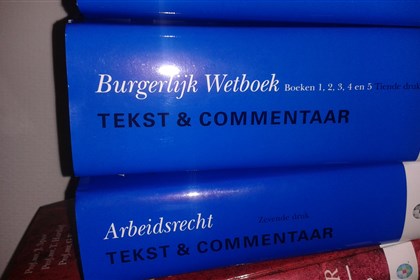 Burgerlijk Wetboek Boeken 1, 2, 3, 4 en 5 Tiende druk
TEKST & COMMENTAAR
Arbeidsrecht Zevende druk
TEKST & COMMENTAAR